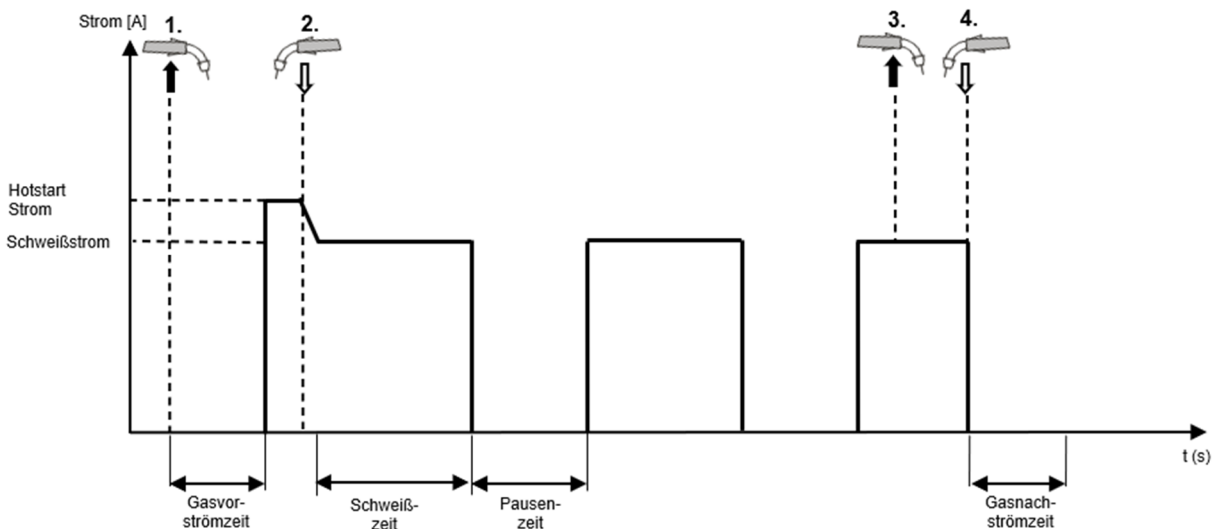 Strom [A]
1.
2.
3.
4.
Hotstart
Strom
Schweißstrom
t (s)
Gasvor-
strömzeit
Schweiß-
zeit
Pausen-
zeit
Gasnach-
strömzeit